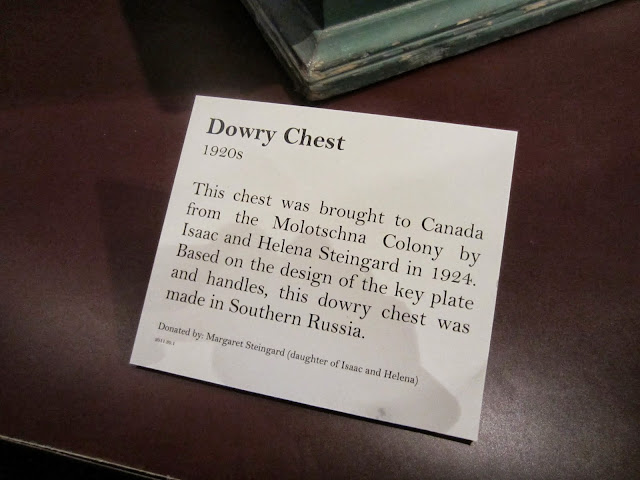 Dowry Chest
1920s
This chest was brought to Canada
from the Molotschna Colony by
Isaac and Helena Steingard in 1924.
Based on the design of the key plate
and handles, this dowry chest was
made in Southern Russia.
Donated by: Margaret Steingard (daughter of Isaac and Helena)